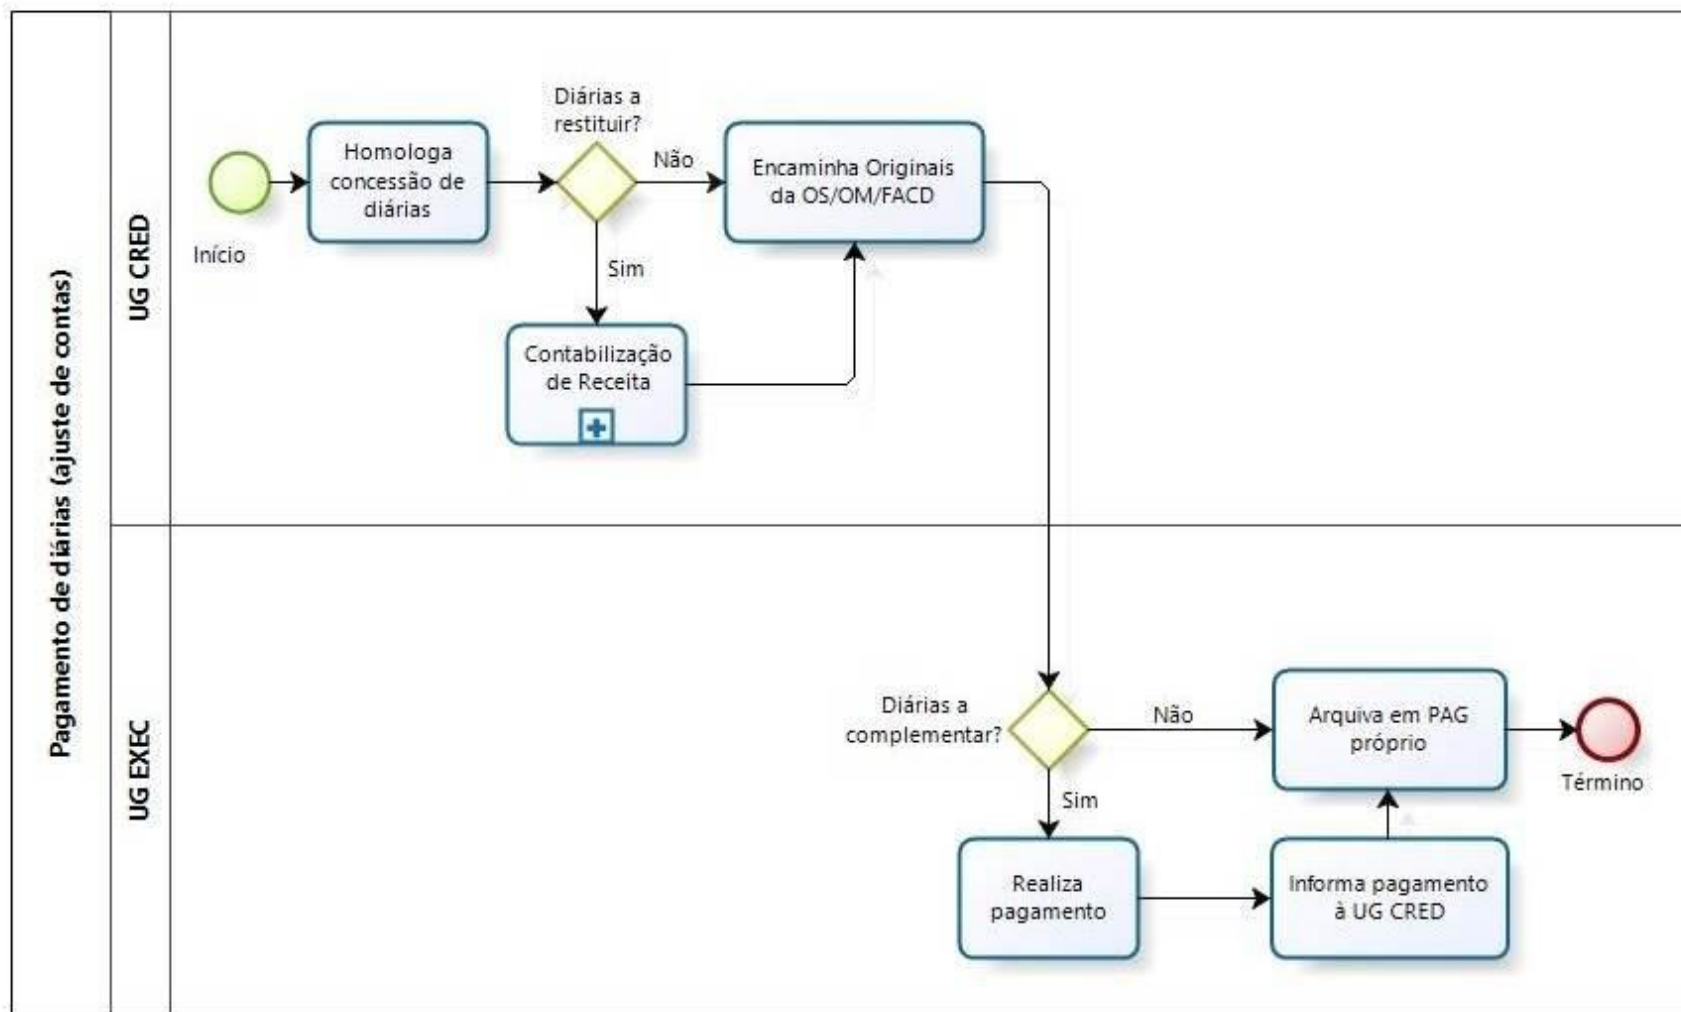 Pagamento de diárias (ajuste de contas)
UG CRED
Início
Homologa
concessão de
diárias
Diárias a
restituir?
Não
Sim
Encaminha Originais
da OS/OM/FACD
Contabilização
de Receita
UG EXEC
Diárias a
complementar?
Não
Sim
Arquiva em PAG
próprio
Término
Realiza
pagamento
Informa pagamento
à UG CRED